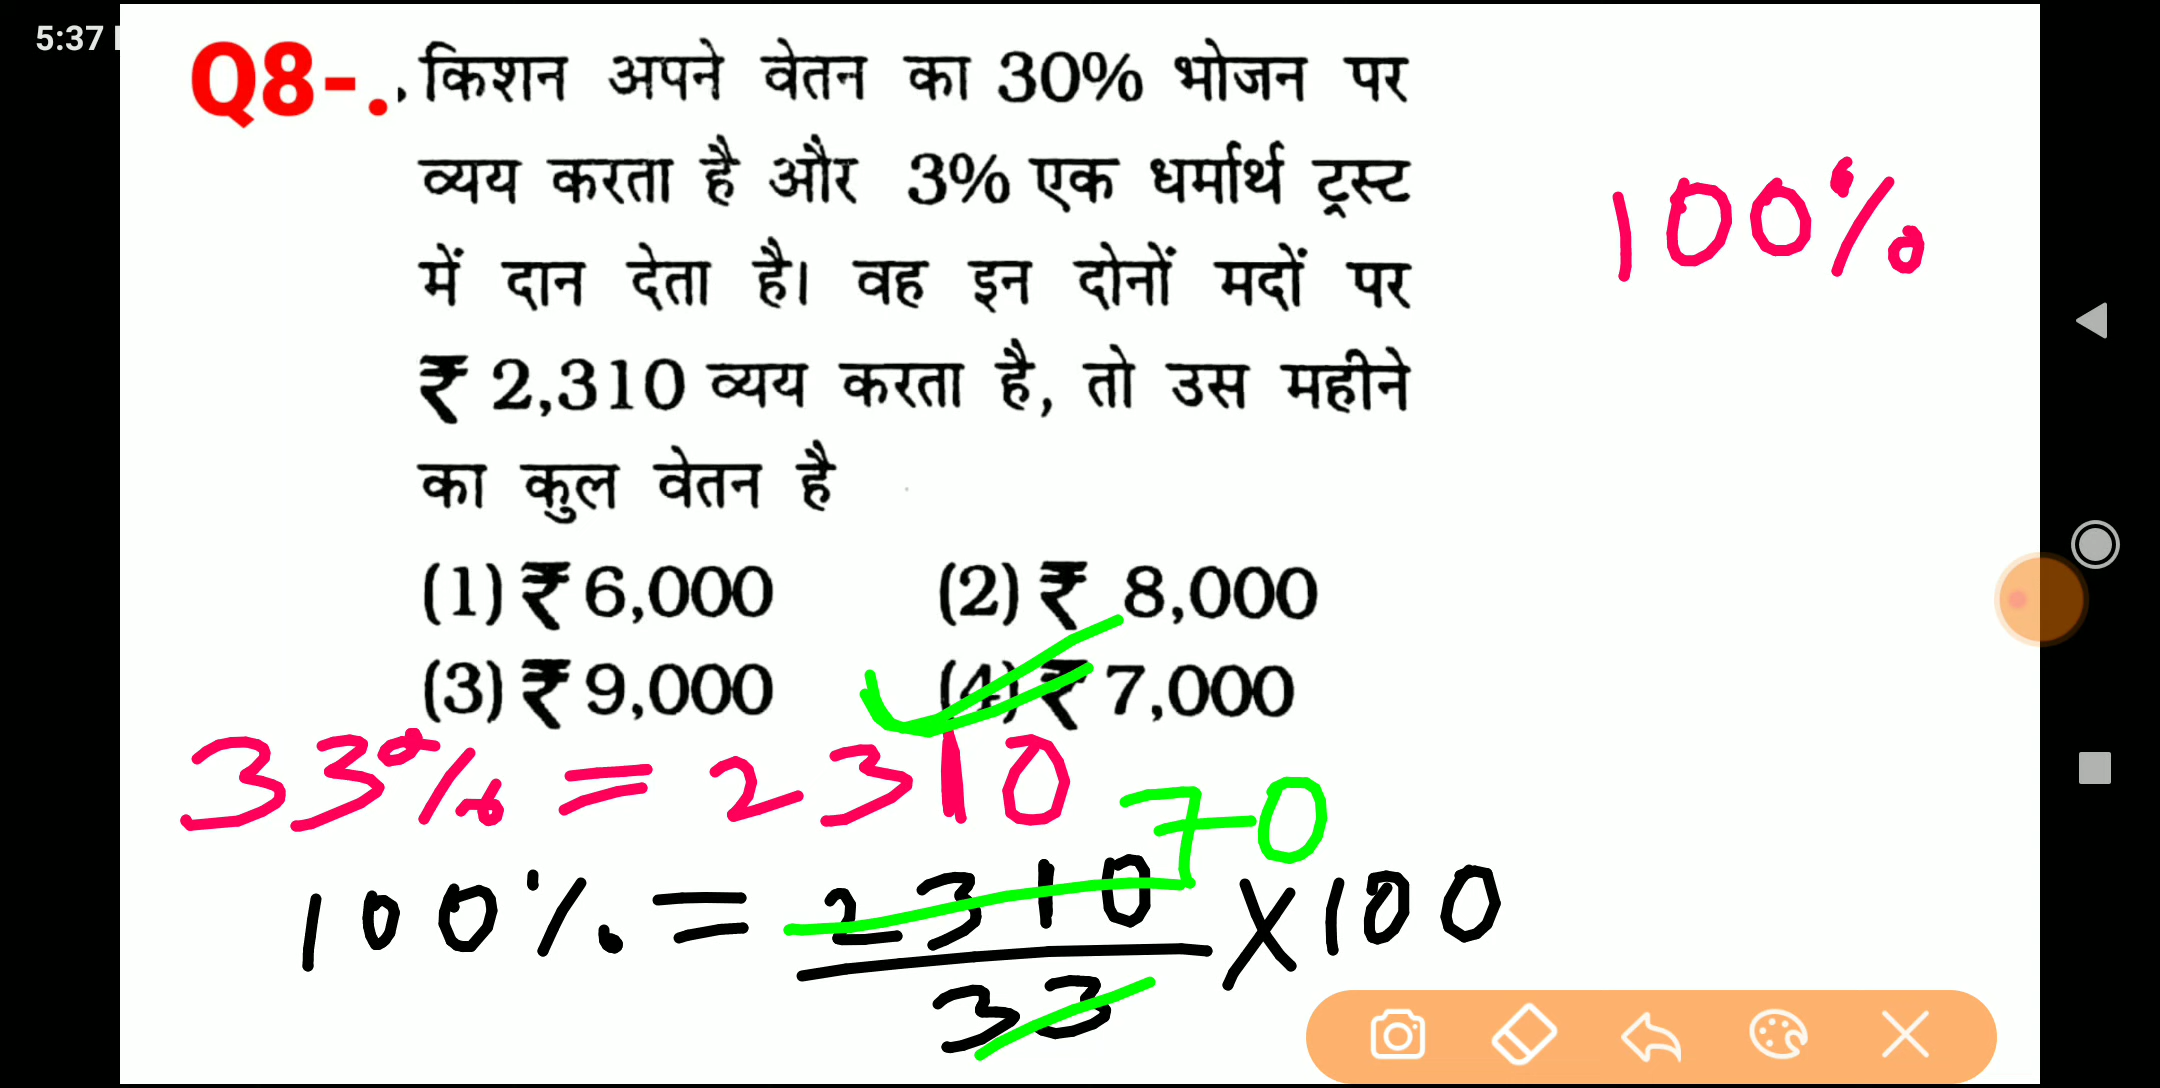 5:37
Q8-. किशन अपने वेतन का 30% भोजन पर
व्यय करता है और 3% एक धर्मार्थ ट्रस्ट
में दान देता है। वह इन दोनों मदों पर
₹ 2,310 व्यय करता है, तो उस महीने
का कुल वेतन है
100%
(1) ₹ 6,000 (2) ₹ 8,000
(3) ₹ 9,000 (4) ₹ 7,000
33% = 2310
70
100% = 2310 × 100
33